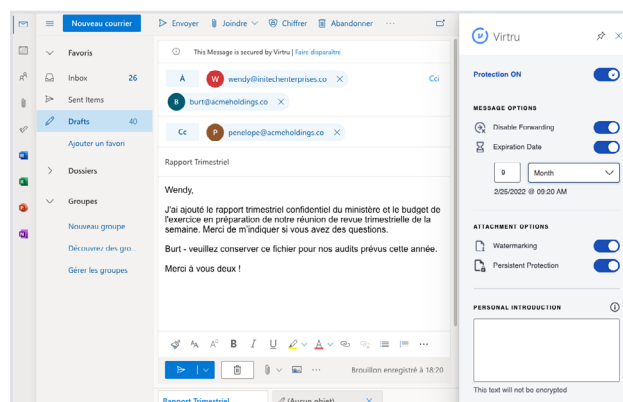 Nouveau courrier
Envoyer
Joindre
Chiffrer
Abandonner
Favoris
Inbox 26
Sent Items
Drafts 40
Ajouter un favori
Dossiers
Groupes
Nouveau groupe
Découvrez des gro...
Gérer les groupes
This Message is secured by Virtru | Faire disparaître
A W wendy@initechenterprises.co X Cci
B burt@acmeholdings.co X
Cc P penelope@acmeholdings.co X
Rapport Trimestriel
Wendy,
J'ai ajouté le rapport trimestriel confidentiel du ministère et le budget de
l'exercice en préparation de notre réunion de revue trimestrielle de la
semaine. Merci de m'indiquer si vous avez des questions.
Burt - veuillez conserver ce fichier pour nos audits prévus cette année.
Merci à vous deux !
B I U A
Brouillon enregistré à 18:20
Rapport Trimestriel
(Aucun objet) X
Virtru
Protection ON
MESSAGE OPTIONS
Disable Forwarding
Expiration Date
9 Month
2/25/2022 @ 09:20 AM
ATTACHMENT OPTIONS
Watermarking
Persistent Protection
PERSONAL INTRODUCTION
This text will not be encrypted